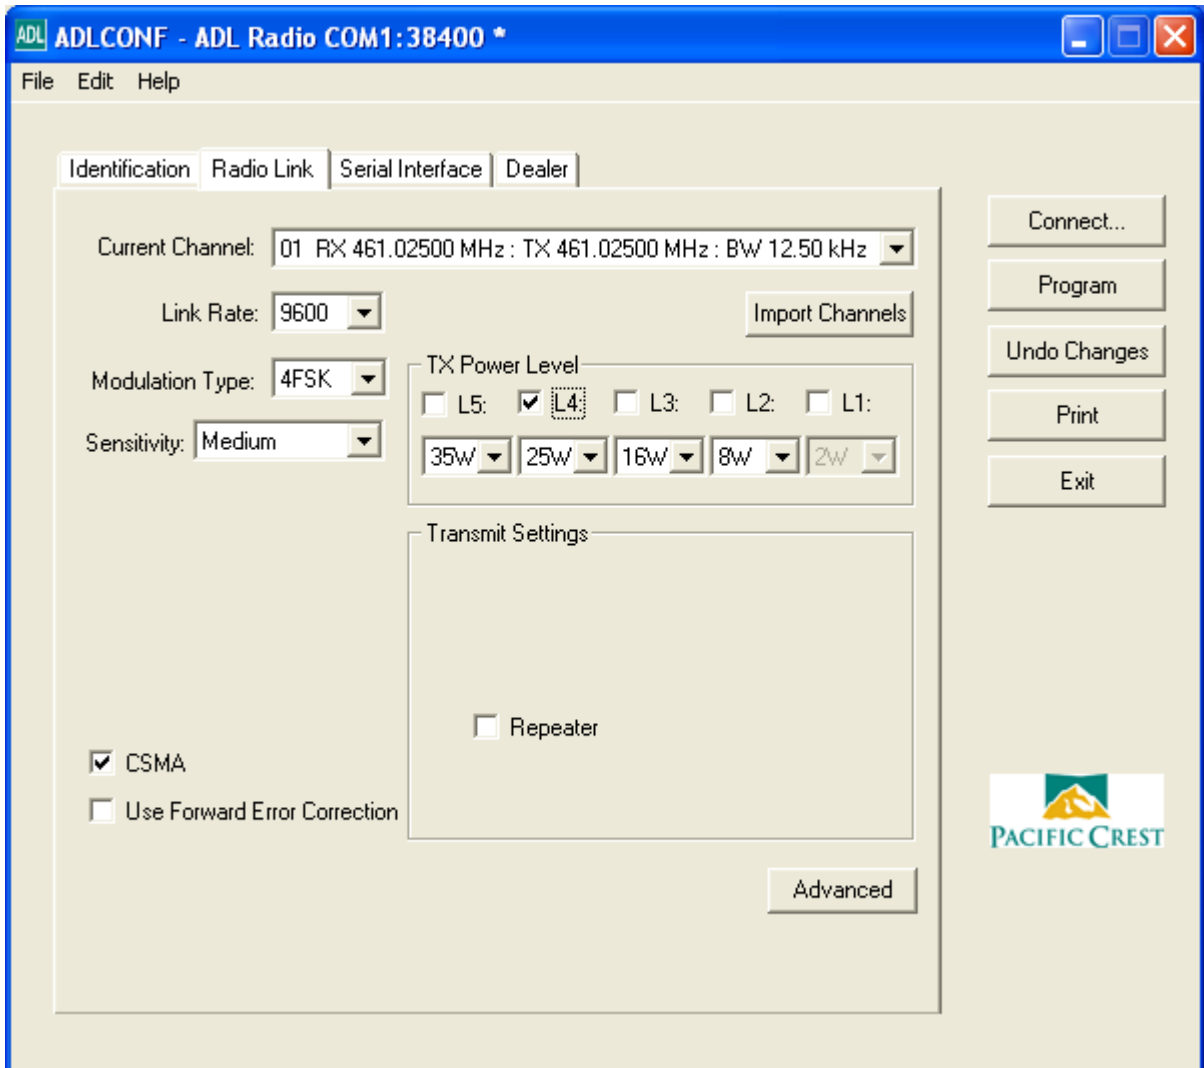 ADL ADLCONF - ADL Radio COM1:38400 *
File Edit Help
Identification Radio Link Serial Interface Dealer
Current Channel: 01 RX 461.02500 MHz : TX 461.02500 MHz : BW 12.50 kHz
Link Rate: 9600
Import Channels
Modulation Type: 4FSK
Sensitivity: Medium
TX Power Level
L5: L4: L3: L2: L1:
35W 25W 16W 8W 2W
Transmit Settings
Repeater
CSMA
Use Forward Error Correction
Advanced
Connect...
Program
Undo Changes
Print
Exit
PACIFIC CREST